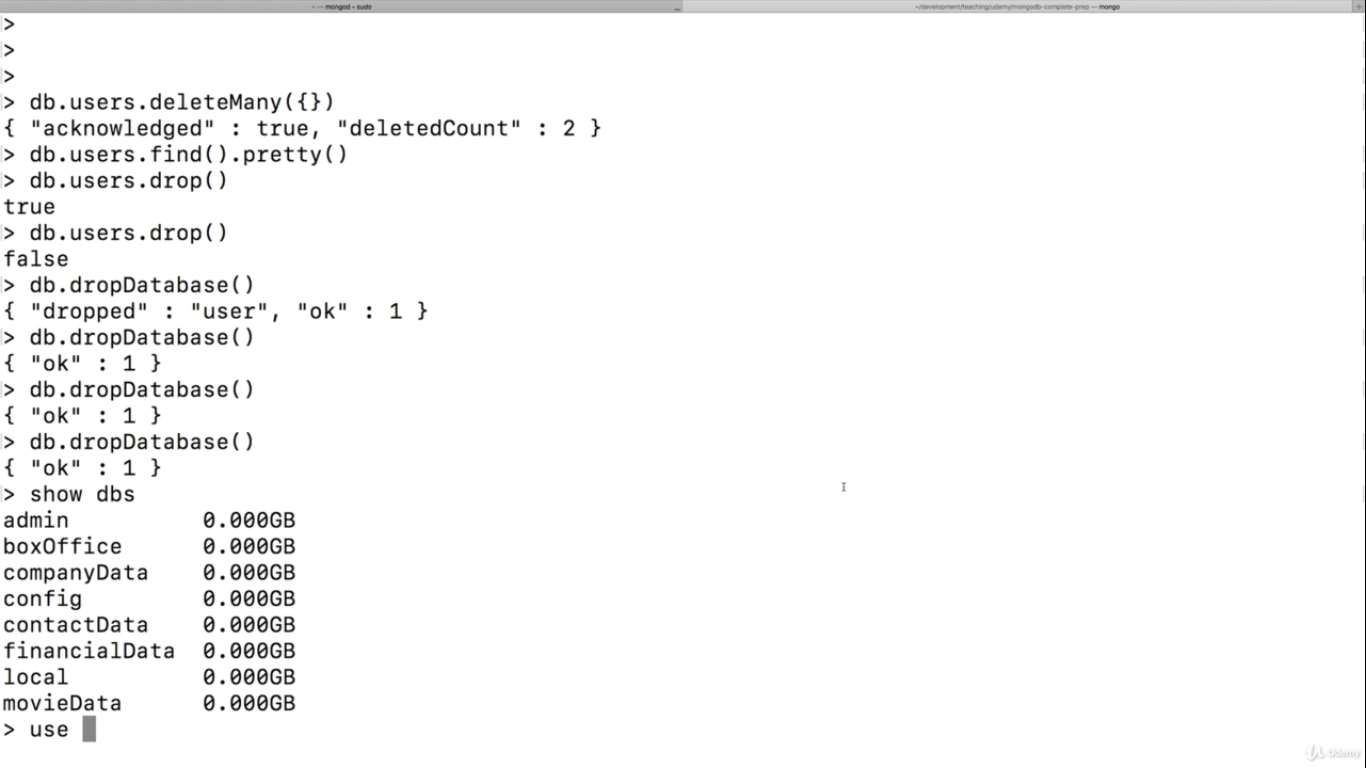 ~ — mongod • sudo
~/development/teaching/udemy/mongodb-complete-prep — mongo
>
>
>
> db.users.deleteMany({})
{ "acknowledged" : true, "deletedCount" : 2 }
> db.users.find().pretty()
> db.users.drop()
true
> db.users.drop()
false
> db.dropDatabase()
{ "dropped" : "user", "ok" : 1 }
> db.dropDatabase()
{ "ok" : 1 }
> db.dropDatabase()
{ "ok" : 1 }
> db.dropDatabase()
{ "ok" : 1 }
> show dbs
admin          0.000GB
boxOffice      0.000GB
companyData    0.000GB
config         0.000GB
contactData    0.000GB
financialData  0.000GB
local          0.000GB
movieData      0.000GB
> use
Udemy